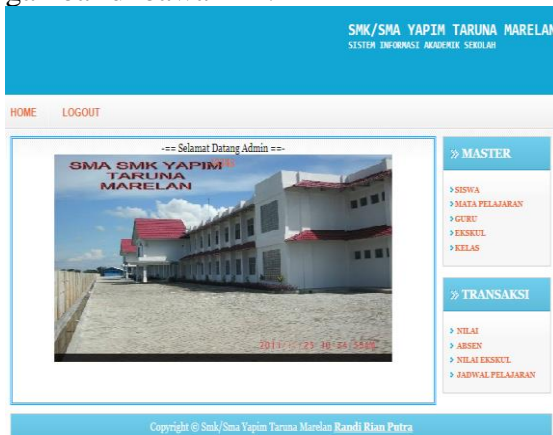 SMK/SMA YAPIM TARUNA MARELAN
SISTEM INFORMASI AKADEMIK SEKOLAH
HOME LOGOUT
-== Selamat Datang Admin ==-
SMA SMK YAPIM
TARUNA
MARELAN
» MASTER
SISWA
MATA PELAJARAN
GURU
EKSKUL
KELAS
» TRANSAKSI
NILAI
ABSEN
NILAI EKSKUL
JADWAL PELAJARAN
Copyright © Smk/Sma Yapim Taruna Marelan Randi Rian Putra